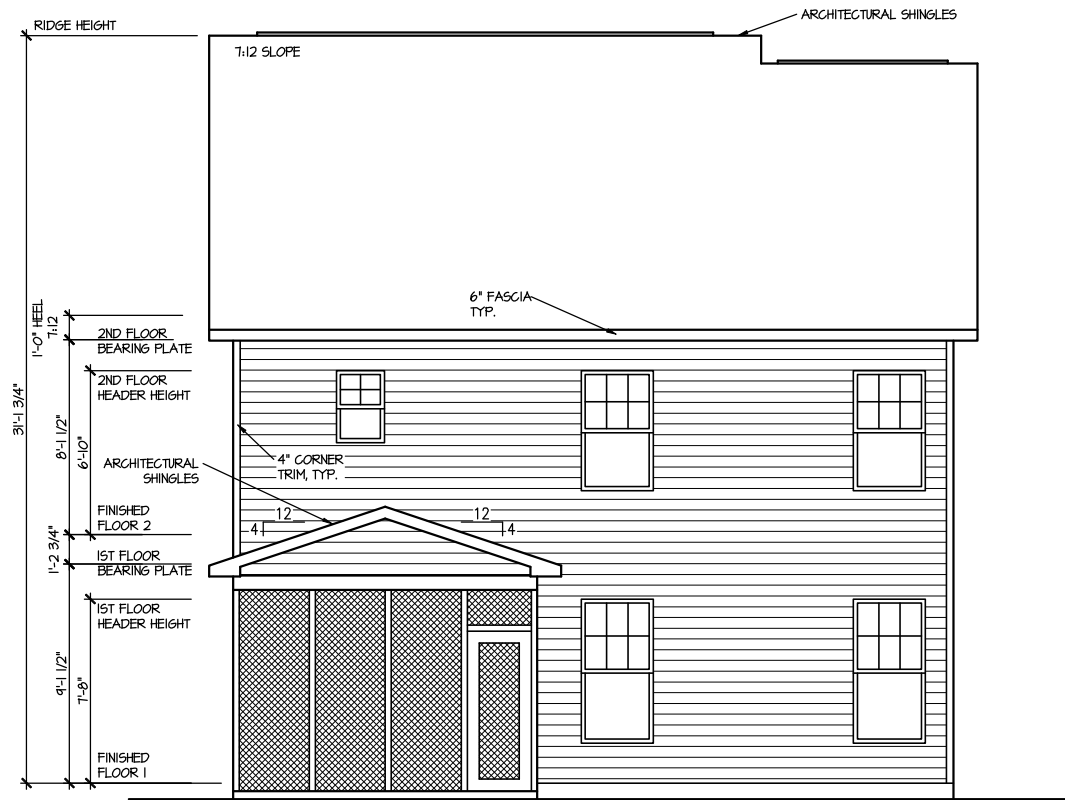 RIDGE HEIGHT
ARCHITECTURAL SHINGLES
7:12 SLOPE
6" FASCIA
TYP.
1'-0" HEEL
7:12
2ND FLOOR
BEARING PLATE
2ND FLOOR
HEADER HEIGHT
31'-1 3/4"
8'-1 1/2"
6'-10"
ARCHITECTURAL
SHINGLES
4" CORNER
TRIM, TYP.
FINISHED
FLOOR 2
12
4
12
4
1'-2 3/4"
1ST FLOOR
BEARING PLATE
1ST FLOOR
HEADER HEIGHT
9'-1 1/2"
7'-8"
FINISHED
FLOOR 1